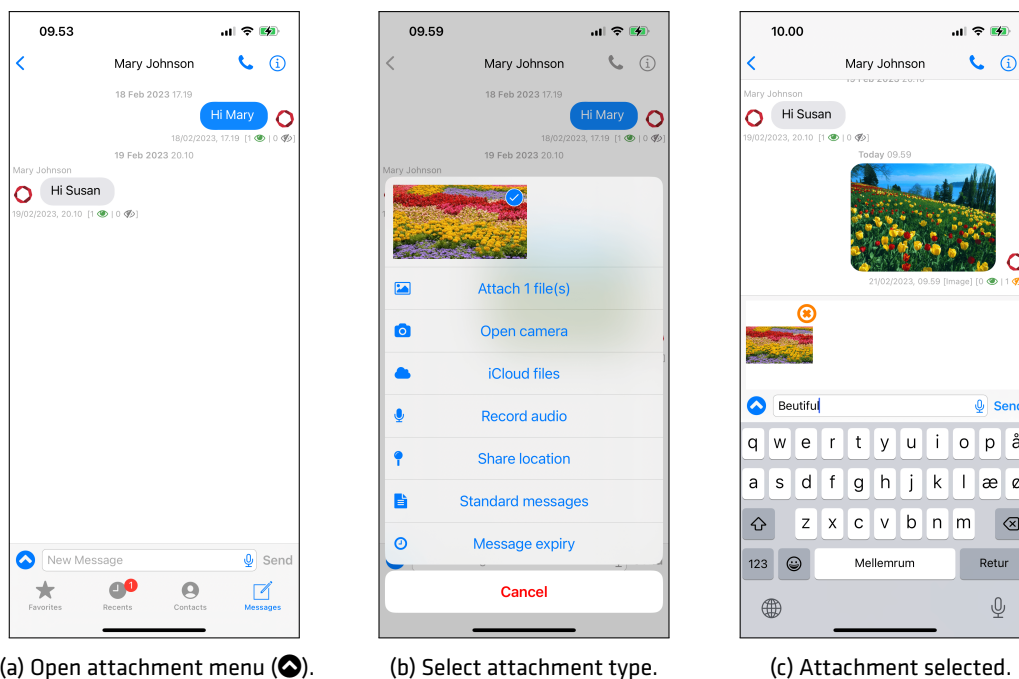 09.53
Mary Johnson
18 Feb 2023 17.19
Hi Mary
18/02/2023, 17.19 [1 | 0 ]
19 Feb 2023 20.10
Mary Johnson
Hi Susan
19/02/2023, 20.10 [1 | 0 ]
New Message
Send
1
Favorites Recents Contacts Messages
(a) Open attachment menu ( ).
09.59
Mary Johnson
18 Feb 2023 17.19
Hi Mary
18/02/2023, 17.19 [1 | 0 ]
19 Feb 2023 20.10
Mary Johnson
Attach 1 file(s)
Open camera
iCloud files
Record audio
Share location
Standard messages
Message expiry
Cancel
(b) Select attachment type.
10.00
Mary Johnson
Mary Johnson
Hi Susan
19/02/2023, 20.10 [1 | 0 ]
Today 09.59
21/02/2023, 09.59 [Image] [0 | 1
Beutiful
Send
q w e r t y u i o p å
a s d f g h j k l æ ø
z x c v b n m
123 Mellemrum Retur
(c) Attachment selected.